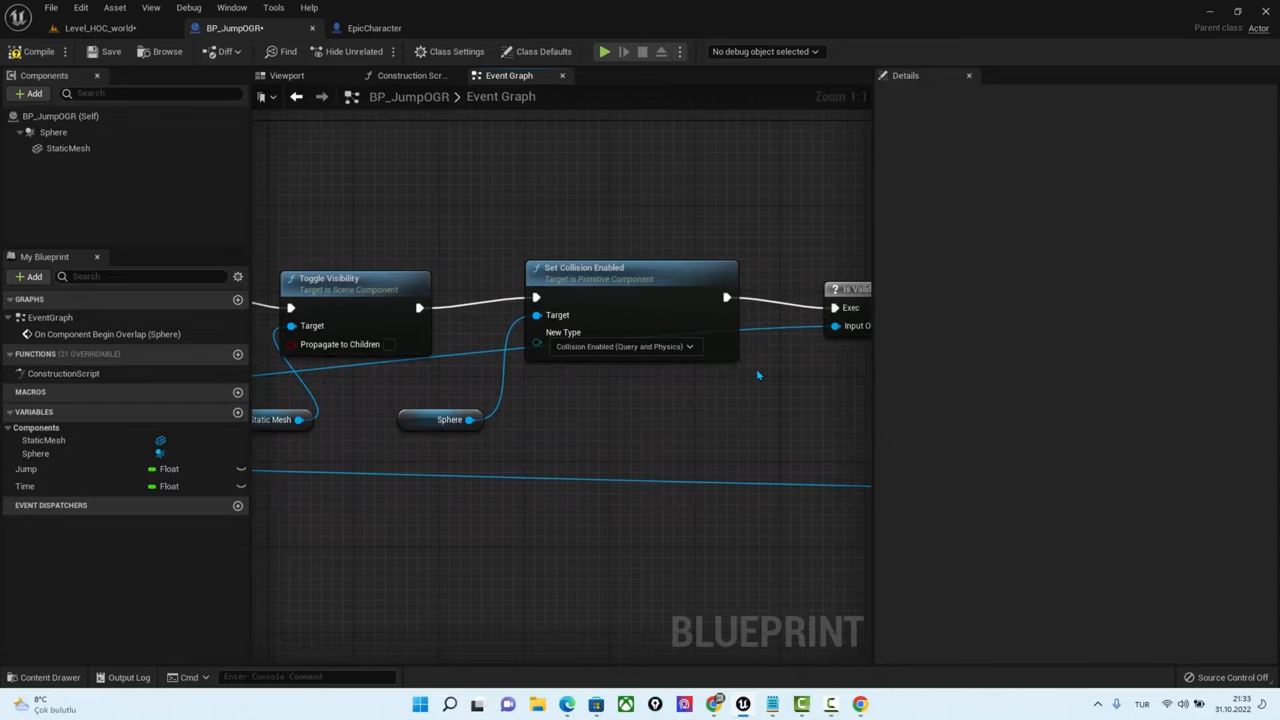 File Edit Asset View Debug Window Tools Help
Level_HOC_world* BP_JumpOGR* EpicCharacter Parent class: Actor
Compile Save Browse Diff Find Hide Unrelated Class Settings Class Defaults No debug object selected
Components Viewport Construction Scr... Event Graph Details
Add Search BP_JumpOGR > Event Graph Zoom 1:1
BP_JumpOGR (Self)
Sphere
StaticMesh
My Blueprint
Add Search
GRAPHS
EventGraph
On Component Begin Overlap (Sphere)
FUNCTIONS (21 OVERRIDABLE)
ConstructionScript
MACROS
VARIABLES
Components
StaticMesh
Sphere
Jump Float
Time Float
EVENT DISPATCHERS
Toggle Visibility
Target is Scene Component
Target
Propagate to Children
Static Mesh
Sphere
Set Collision Enabled
Target is Primitive Component
Target
New Type
Collision Enabled (Query and Physics)
? Is Valid
Exec
Input O
BLUEPRINT
Content Drawer Output Log Cmd Enter Console Command Source Control Off
8°C
Çok bulutlu
TUR
21:33
31.10.2022